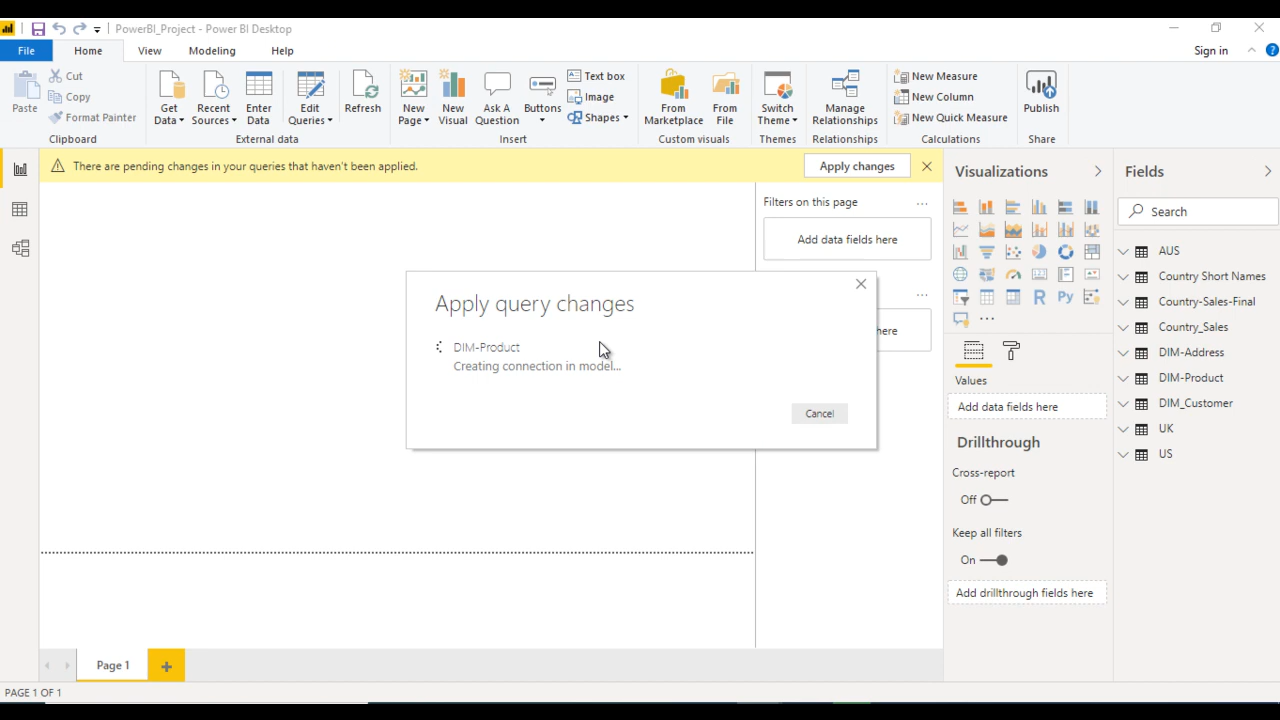 PowerBI_Project - Power BI Desktop
File Home View Modeling Help Sign in
Paste Cut Copy Format Painter
Clipboard
Get Data Recent Sources Enter Data Edit Queries Refresh
External data
New Page New Visual Ask A Question Buttons Text box Image Shapes
Insert
From Marketplace From File
Custom visuals
Switch Theme
Themes
Manage Relationships
Relationships
New Measure
New Column
New Quick Measure
Calculations
Publish
Share
There are pending changes in your queries that haven't been applied. Apply changes
Filters on this page
Add data fields here
here
Apply query changes
DIM-Product
Creating connection in model...
Cancel
Visualizations
R Py
Values
Add data fields here
Drillthrough
Cross-report
Off
Keep all filters
On
Add drillthrough fields here
Fields
Search
AUS
Country Short Names
Country-Sales-Final
Country_Sales
DIM-Address
DIM-Product
DIM_Customer
UK
US
Page 1
PAGE 1 OF 1